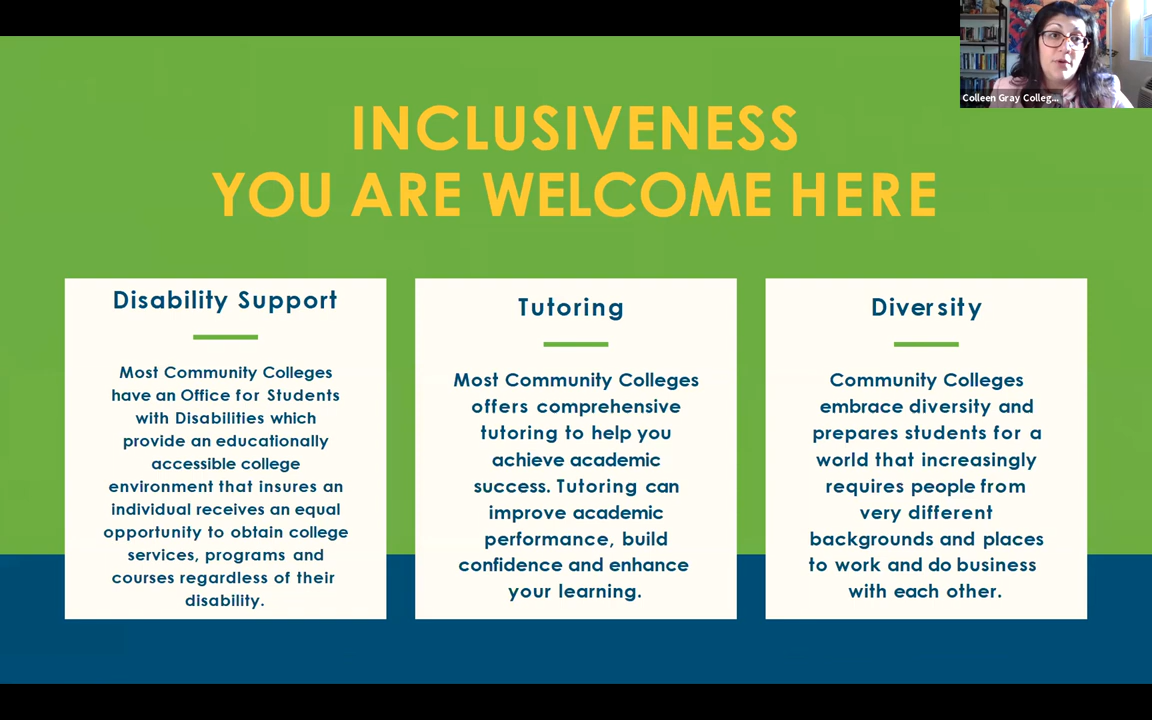 Colleen Gray Colleg...
INCLUSIVENESS
YOU ARE WELCOME HERE
Disability Support
Most Community Colleges
have an Office for Students
with Disabilities which
provide an educationally
accessible college
environment that insures an
individual receives an equal
opportunity to obtain college
services, programs and
courses regardless of their
disability.
Tutoring
Most Community Colleges
offers comprehensive
tutoring to help you
achieve academic
success. Tutoring can
improve academic
performance, build
confidence and enhance
your learning.
Diversity
Community Colleges
embrace diversity and
prepares students for a
world that increasingly
requires people from
very different
backgrounds and places
to work and do business
with each other.